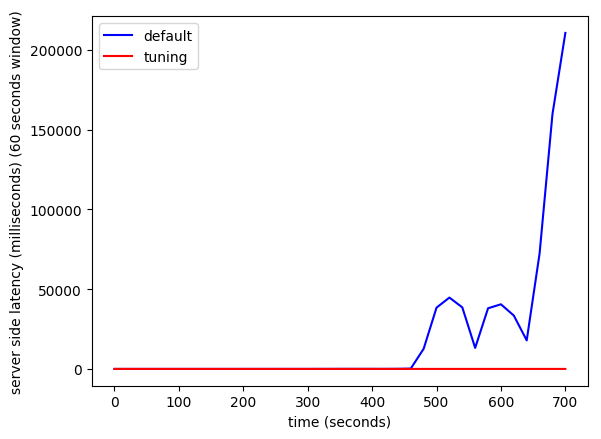 default
tuning
200000
150000
100000
50000
0
server side latency (milliseconds) (60 seconds window)
0 100 200 300 400 500 600 700
time (seconds)